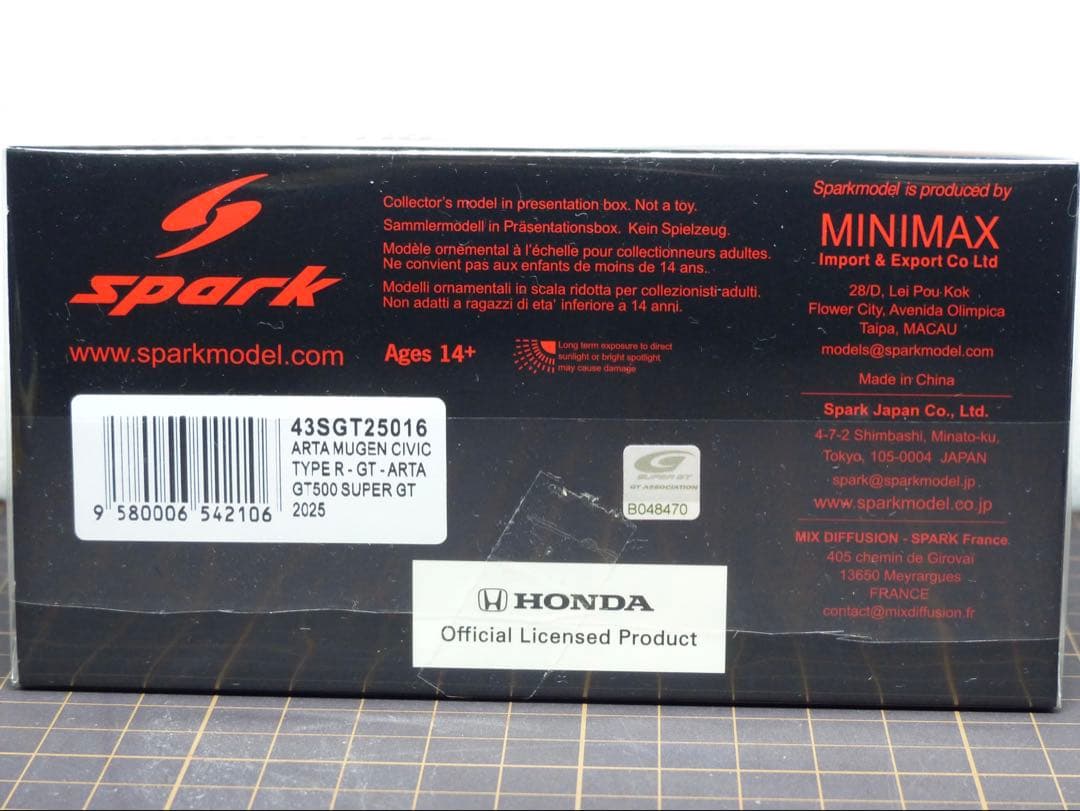 spark
www.sparkmodel.com
Collector's model in presentation box. Not a toy.
Sammlermodell in Präsentationsbox. Kein Spielzeug.
Modèle ornémental à l'échelle pour collectionneurs adultes.
Ne convient pas aux enfants de moins de 14 ans.
Modelli ornamentali in scala ridotta per collezionisti adulti.
Non adatti a ragazzi di eta' inferiore a 14 anni.
Ages 14+
Long term exposure to direct
sunlight or bright spotlight
may cause damage
Sparkmodel is produced by
MINIMAX
Import & Export Co Ltd
28/D, Lei Pou Kok
Flower City, Avenida Olimpica
Taipa, MACAU
models@sparkmodel.com
Made in China
Spark Japan Co., Ltd.
4-7-2 Shimbashi, Minato-ku,
Tokyo, 105-0004 JAPAN
spark@sparkmodel.jp
www.sparkmodel.co.jp
MIX DIFFUSION - SPARK France
405 chemin de Girovai
13650 Meyrargues
FRANCE
contact@mixdiffusion.fr
43SGT25016
ARTA MUGEN CIVIC
TYPE R - GT - ARTA
GT500 SUPER GT
2025
9 580006 542106
SUPER GT
GT ASSOCIATION
B048470
HONDA
Official Licensed Product